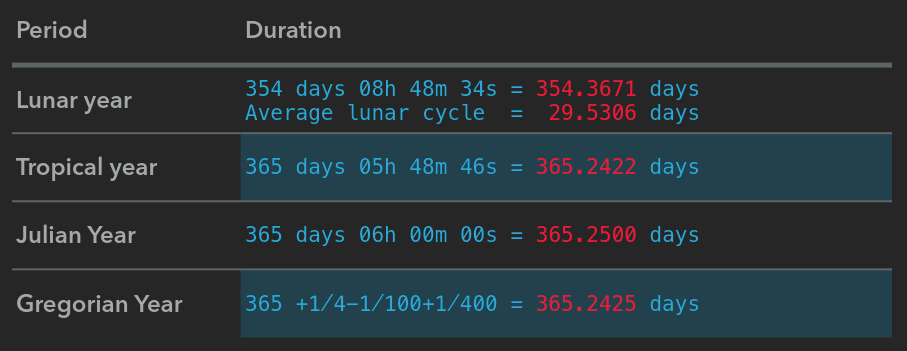 Period Duration
Lunar year 354 days 08h 48m 34s = 354.3671 days
Average lunar cycle = 29.5306 days
Tropical year 365 days 05h 48m 46s = 365.2422 days
Julian Year 365 days 06h 00m 00s = 365.2500 days
Gregorian Year 365 +1/4−1/100+1/400 = 365.2425 days